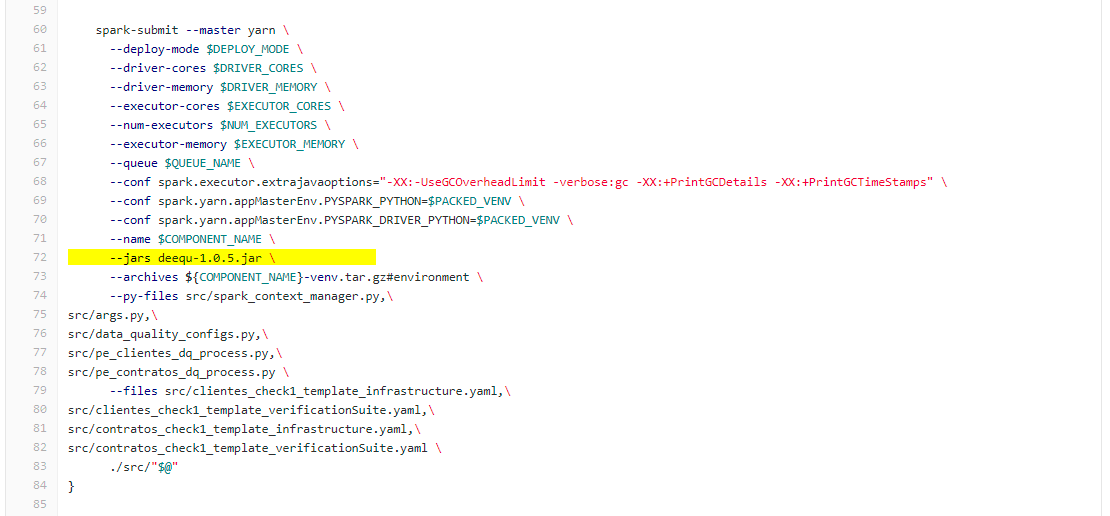 59
60 spark-submit --master yarn \
61 --deploy-mode $DEPLOY_MODE \
62 --driver-cores $DRIVER_CORES \
63 --driver-memory $DRIVER_MEMORY \
64 --executor-cores $EXECUTOR_CORES \
65 --num-executors $NUM_EXECUTORS \
66 --executor-memory $EXECUTOR_MEMORY \
67 --queue $QUEUE_NAME \
68 --conf spark.executor.extrajavaoptions="-XX:-UseGCOverheadLimit -verbose:gc -XX:+PrintGCDetails -XX:+PrintGCTimeStamps" \
69 --conf spark.yarn.appMasterEnv.PYSPARK_PYTHON=$PACKED_VENV \
70 --conf spark.yarn.appMasterEnv.PYSPARK_DRIVER_PYTHON=$PACKED_VENV \
71 --name $COMPONENT_NAME \
72 --jars deequ-1.0.5.jar \
73 --archives ${COMPONENT_NAME}-venv.tar.gz#environment \
74 --py-files src/spark_context_manager.py,\
75 src/args.py,\
76 src/data_quality_configs.py,\
77 src/pe_clientes_dq_process.py,\
78 src/pe_contratos_dq_process.py \
79 --files src/clientes_check1_template_infrastructure.yaml,\
80 src/clientes_check1_template_verificationSuite.yaml,\
81 src/contratos_check1_template_infrastructure.yaml,\
82 src/contratos_check1_template_verificationSuite.yaml \
83 ./src/"$@"
84 }
85